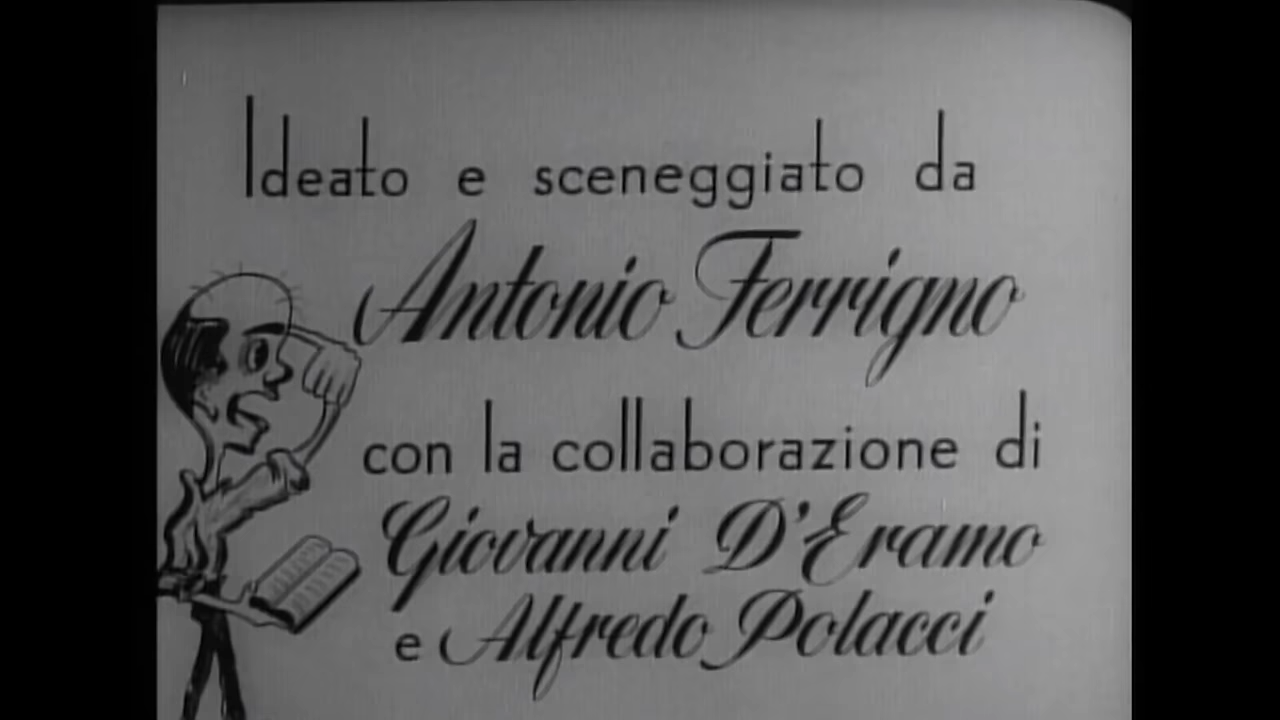 Ideato e sceneggiato da
Antonio Ferrigno
con la collaborazione di
Giovanni D'Eramo
e Alfredo Polacci